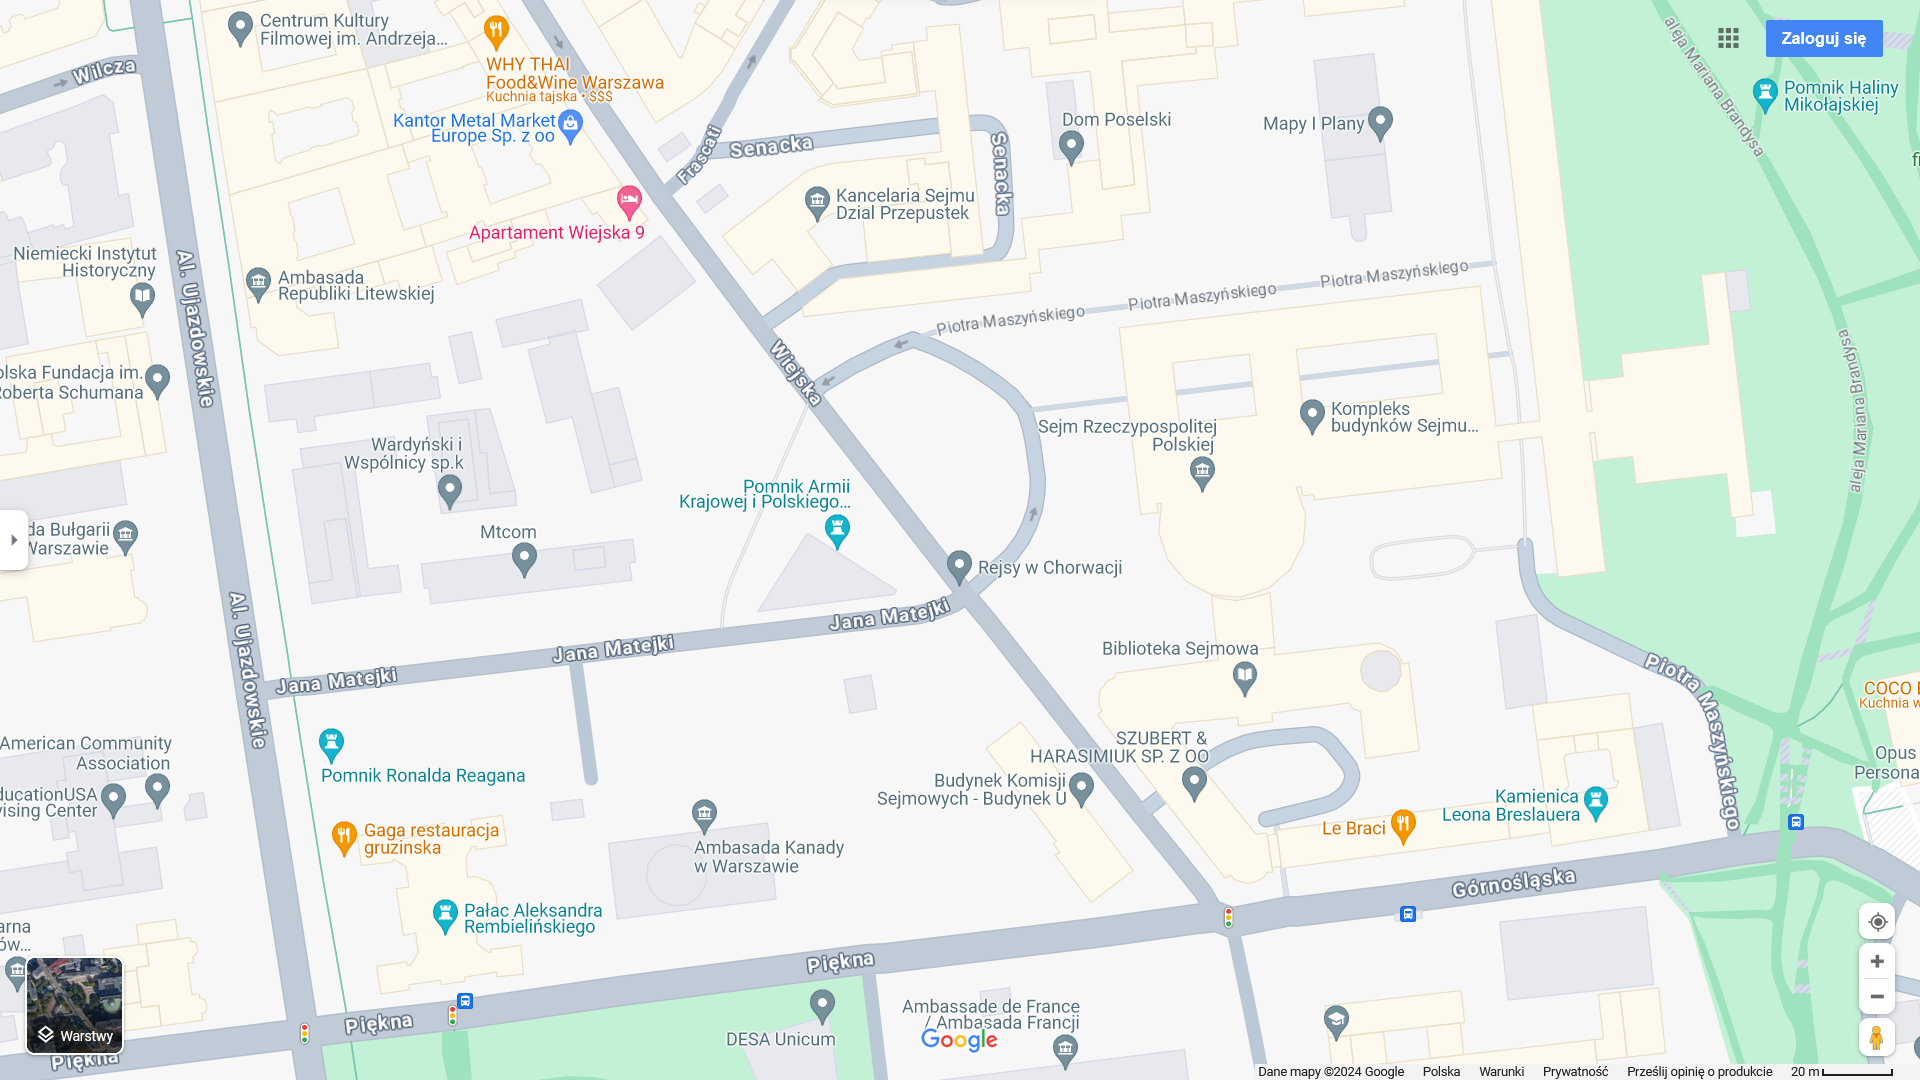 Centrum Kultury
Filmowej im. Andrzeja...
WHY THAI
Food&Wine Warszawa
Kuchnia tajska • $$$
Zaloguj się
Wilcza
Kantor Metal Market
Europe Sp. z oo
Frascati
Senacka
Senacka
Dom Poselski
Mapy I Plany
aleja Mariana Brandysa
Pomnik Haliny
Mikołajskiej
Kancelaria Sejmu
Dzial Przepustek
Apartament Wiejska 9
Niemiecki Instytut
Historyczny
Al. Ujazdowskie
Ambasada
Republiki Litewskiej
Piotra Maszyńskiego
Piotra Maszyńskiego
Piotra Maszyńskiego
Wiejska
olska Fundacja im.
Roberta Schumana
aleja Mariana Brandysa
Kompleks
budynków Sejmu...
Sejm Rzeczypospolitej
Polskiej
Wardyński i
Wspólnicy sp.k
Pomnik Armii
Krajowej i Polskiego...
Mtcom
da Bułgarii
Warszawie
Rejsy w Chorwacji
Jana Matejki
Jana Matejki
Jana Matejki
Al. Ujazdowskie
Biblioteka Sejmowa
Piotra Maszyńskiego
COCO
Kuchnia w
American Community
Association
Pomnik Ronalda Reagana
SZUBERT &
HARASIMIUK SP. Z OO
Opus
Persona
Budynek Komisji
Sejmowych - Budynek U
ducationUSA
ising Center
Kamienica
Leona Breslauera
Le Braci
Gaga restauracja
gruzinska
Ambasada Kanady
w Warszawie
Górnośląska
Pałac Aleksandra
Rembielińskiego
arna
ów...
Piękna
Piękna
Piękna
Warstwy
DESA Unicum
Ambassade de France
/ Ambasada Francji
Google
Dane mapy ©2024 Google
Polska
Warunki
Prywatność
Prześlij opinię o produkcie
20 m